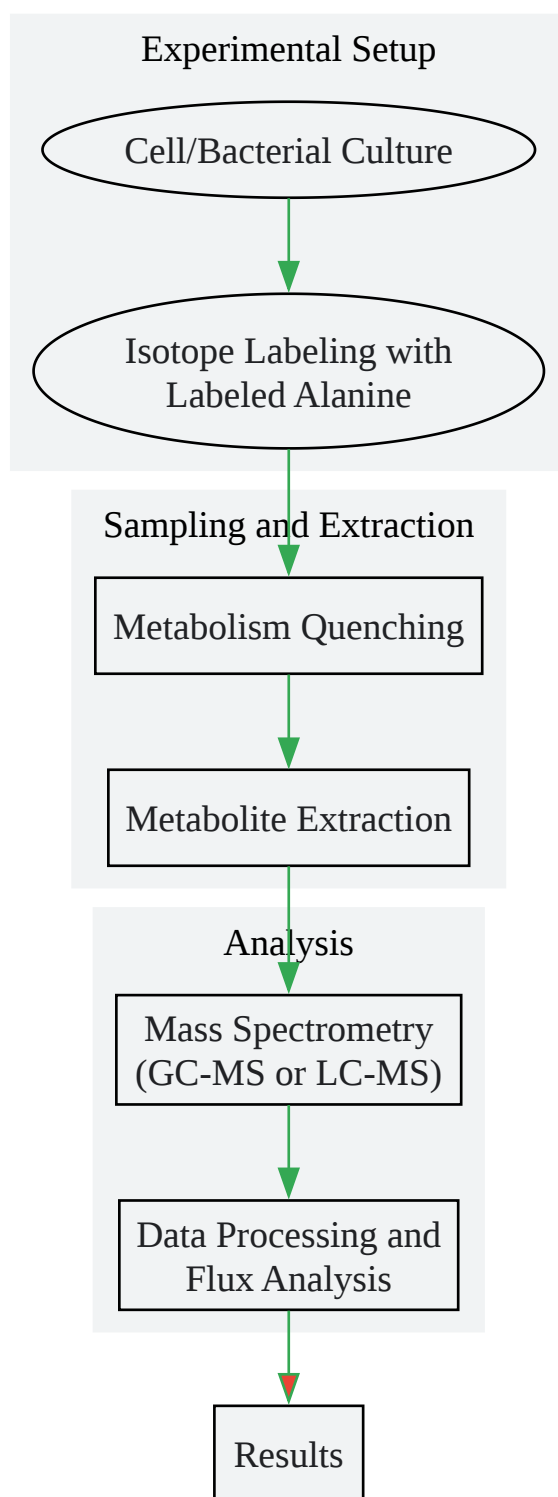 Experimental Setup
Cell/Bacterial Culture
Isotope Labeling with
Labeled Alanine
Sampling and Extraction
Metabolism Quenching
Metabolite Extraction
Analysis
Mass Spectrometry
(GC-MS or LC-MS)
Data Processing and
Flux Analysis
Results